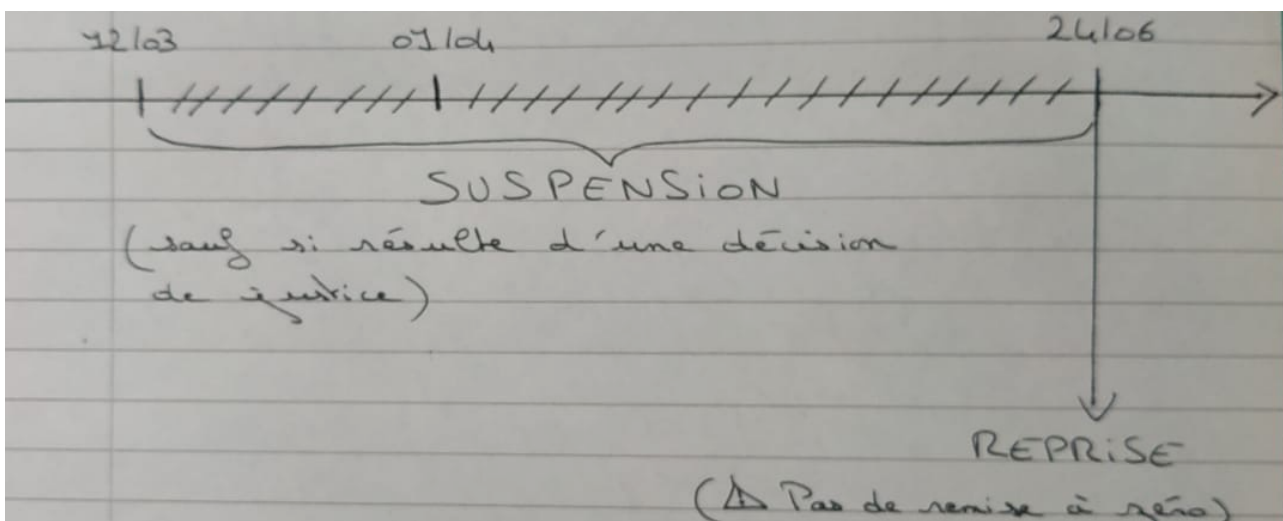 12/03 01/04 24/06
SUSPENSION
(sauf si résulte d'une décision
de justice)
REPRISE
(⚠ Pas de remise à zéro)